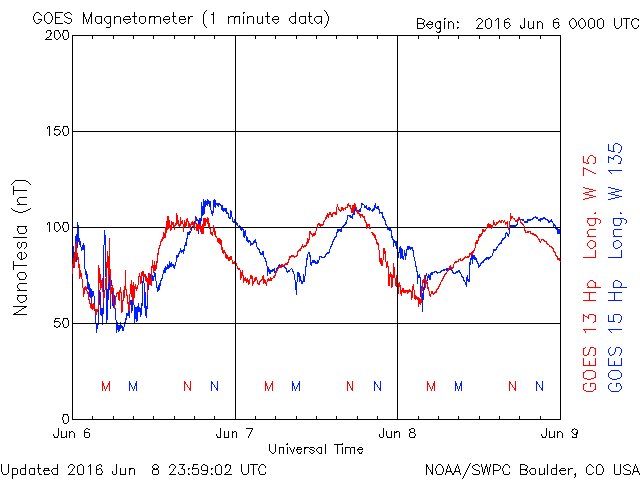 GOES Magnetometer (1 minute data)
Begin: 2016 Jun 6 0000 UTC
200
150
100
50
0
NanoTesla (nT)
M M N N M M N N M M N N
Jun 6 Jun 7 Jun 8 Jun 9
Universal Time
GOES 13 Hp Long. W 75
GOES 15 Hp Long. W 135
Updated 2016 Jun 8 23:59:02 UTC
NOAA/SWPC Boulder, CO USA